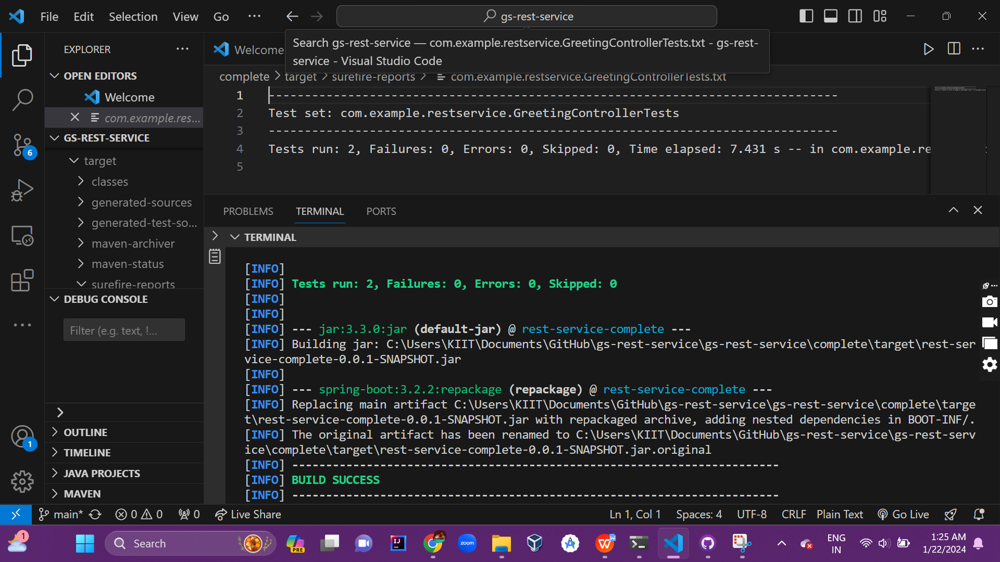 File Edit Selection View Go ··· gs-rest-service
Search gs-rest-service — com.example.restservice.GreetingControllerTests.txt - gs-rest-
service - Visual Studio Code
EXPLORER
OPEN EDITORS
Welcome
com.example.res...
GS-REST-SERVICE
target
classes
generated-sources
generated-test-so...
maven-archiver
maven-status
surefire-reports
DEBUG CONSOLE
Filter (e.g. text, !...
OUTLINE
TIMELINE
JAVA PROJECTS
MAVEN
6
1
Welcome
complete > target > surefire-reports > com.example.restservice.GreetingControllerTests.txt
1 -------------------------------------------------------------------------------
2 Test set: com.example.restservice.GreetingControllerTests
3 -------------------------------------------------------------------------------
4 Tests run: 2, Failures: 0, Errors: 0, Skipped: 0, Time elapsed: 7.431 s -- in com.example.re
5
PROBLEMS TERMINAL PORTS
TERMINAL
[INFO]
[INFO] Tests run: 2, Failures: 0, Errors: 0, Skipped: 0
[INFO]
[INFO]
[INFO] --- jar:3.3.0:jar (default-jar) @ rest-service-complete ---
[INFO] Building jar: C:\Users\KIIT\Documents\GitHub\gs-rest-service\gs-rest-service\complete\target\rest-ser
vice-complete-0.0.1-SNAPSHOT.jar
[INFO]
[INFO] --- spring-boot:3.2.2:repackage (repackage) @ rest-service-complete ---
[INFO] Replacing main artifact C:\Users\KIIT\Documents\GitHub\gs-rest-service\gs-rest-service\complete\targe
t\rest-service-complete-0.0.1-SNAPSHOT.jar with repackaged archive, adding nested dependencies in BOOT-INF/.
[INFO] The original artifact has been renamed to C:\Users\KIIT\Documents\GitHub\gs-rest-service\gs-rest-serv
ice\complete\target\rest-service-complete-0.0.1-SNAPSHOT.jar.original
[INFO] ------------------------------------------------------------------------
[INFO] BUILD SUCCESS
[INFO] ------------------------------------------------------------------------
main* 0 0 0 Live Share Ln 1, Col 1 Spaces: 4 UTF-8 CRLF Plain Text Go Live
1 Search PRE IJ zoom W ENG
IN
1:25 AM
1/22/2024